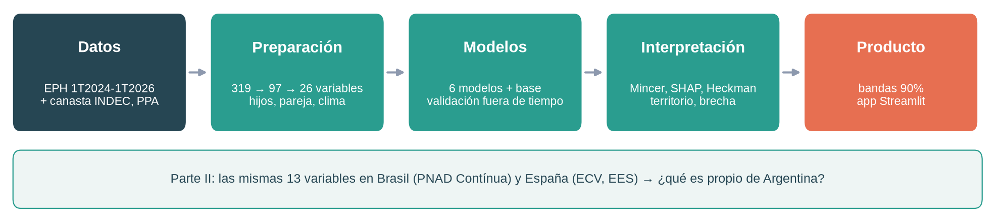 Datos
EPH 1T2024-1T2026
+ canasta INDEC, PPA
Preparación
319 → 97 → 26 variables
hijos, pareja, clima
Modelos
6 modelos + base
validación fuera de tiempo
Interpretación
Mincer, SHAP, Heckman
territorio, brecha
Producto
bandas 90%
app Streamlit
Parte II: las mismas 13 variables en Brasil (PNAD Contínua) y España (ECV, EES) → ¿qué es propio de Argentina?